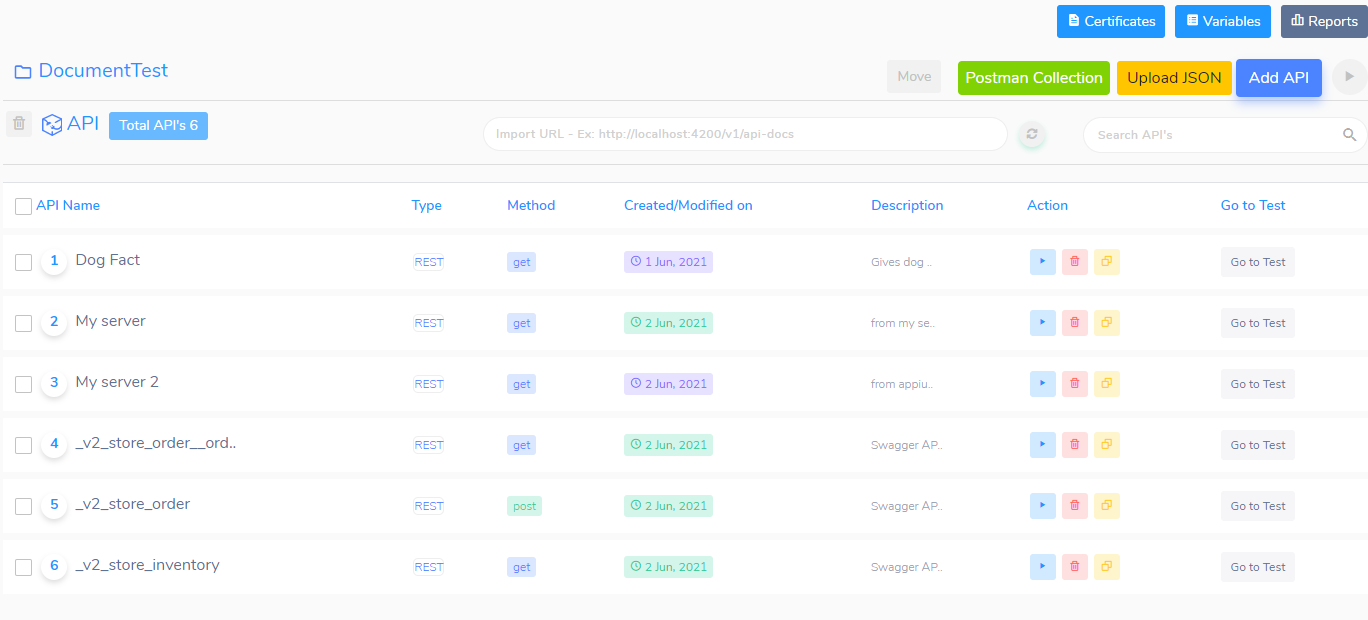 Certificates Variables Reports
DocumentTest Move Postman Collection Upload JSON Add API
API Total API's 6 Import URL - Ex: http://localhost:4200/v1/api-docs Search API's
API Name Type Method Created/Modified on Description Action Go to Test
1 Dog Fact REST get 1 Jun, 2021 Gives dog .. Go to Test
2 My server REST get 2 Jun, 2021 from my se.. Go to Test
3 My server 2 REST get 2 Jun, 2021 from appiu.. Go to Test
4 _v2_store_order__ord.. REST get 2 Jun, 2021 Swagger AP.. Go to Test
5 _v2_store_order REST post 2 Jun, 2021 Swagger AP.. Go to Test
6 _v2_store_inventory REST get 2 Jun, 2021 Swagger AP.. Go to Test